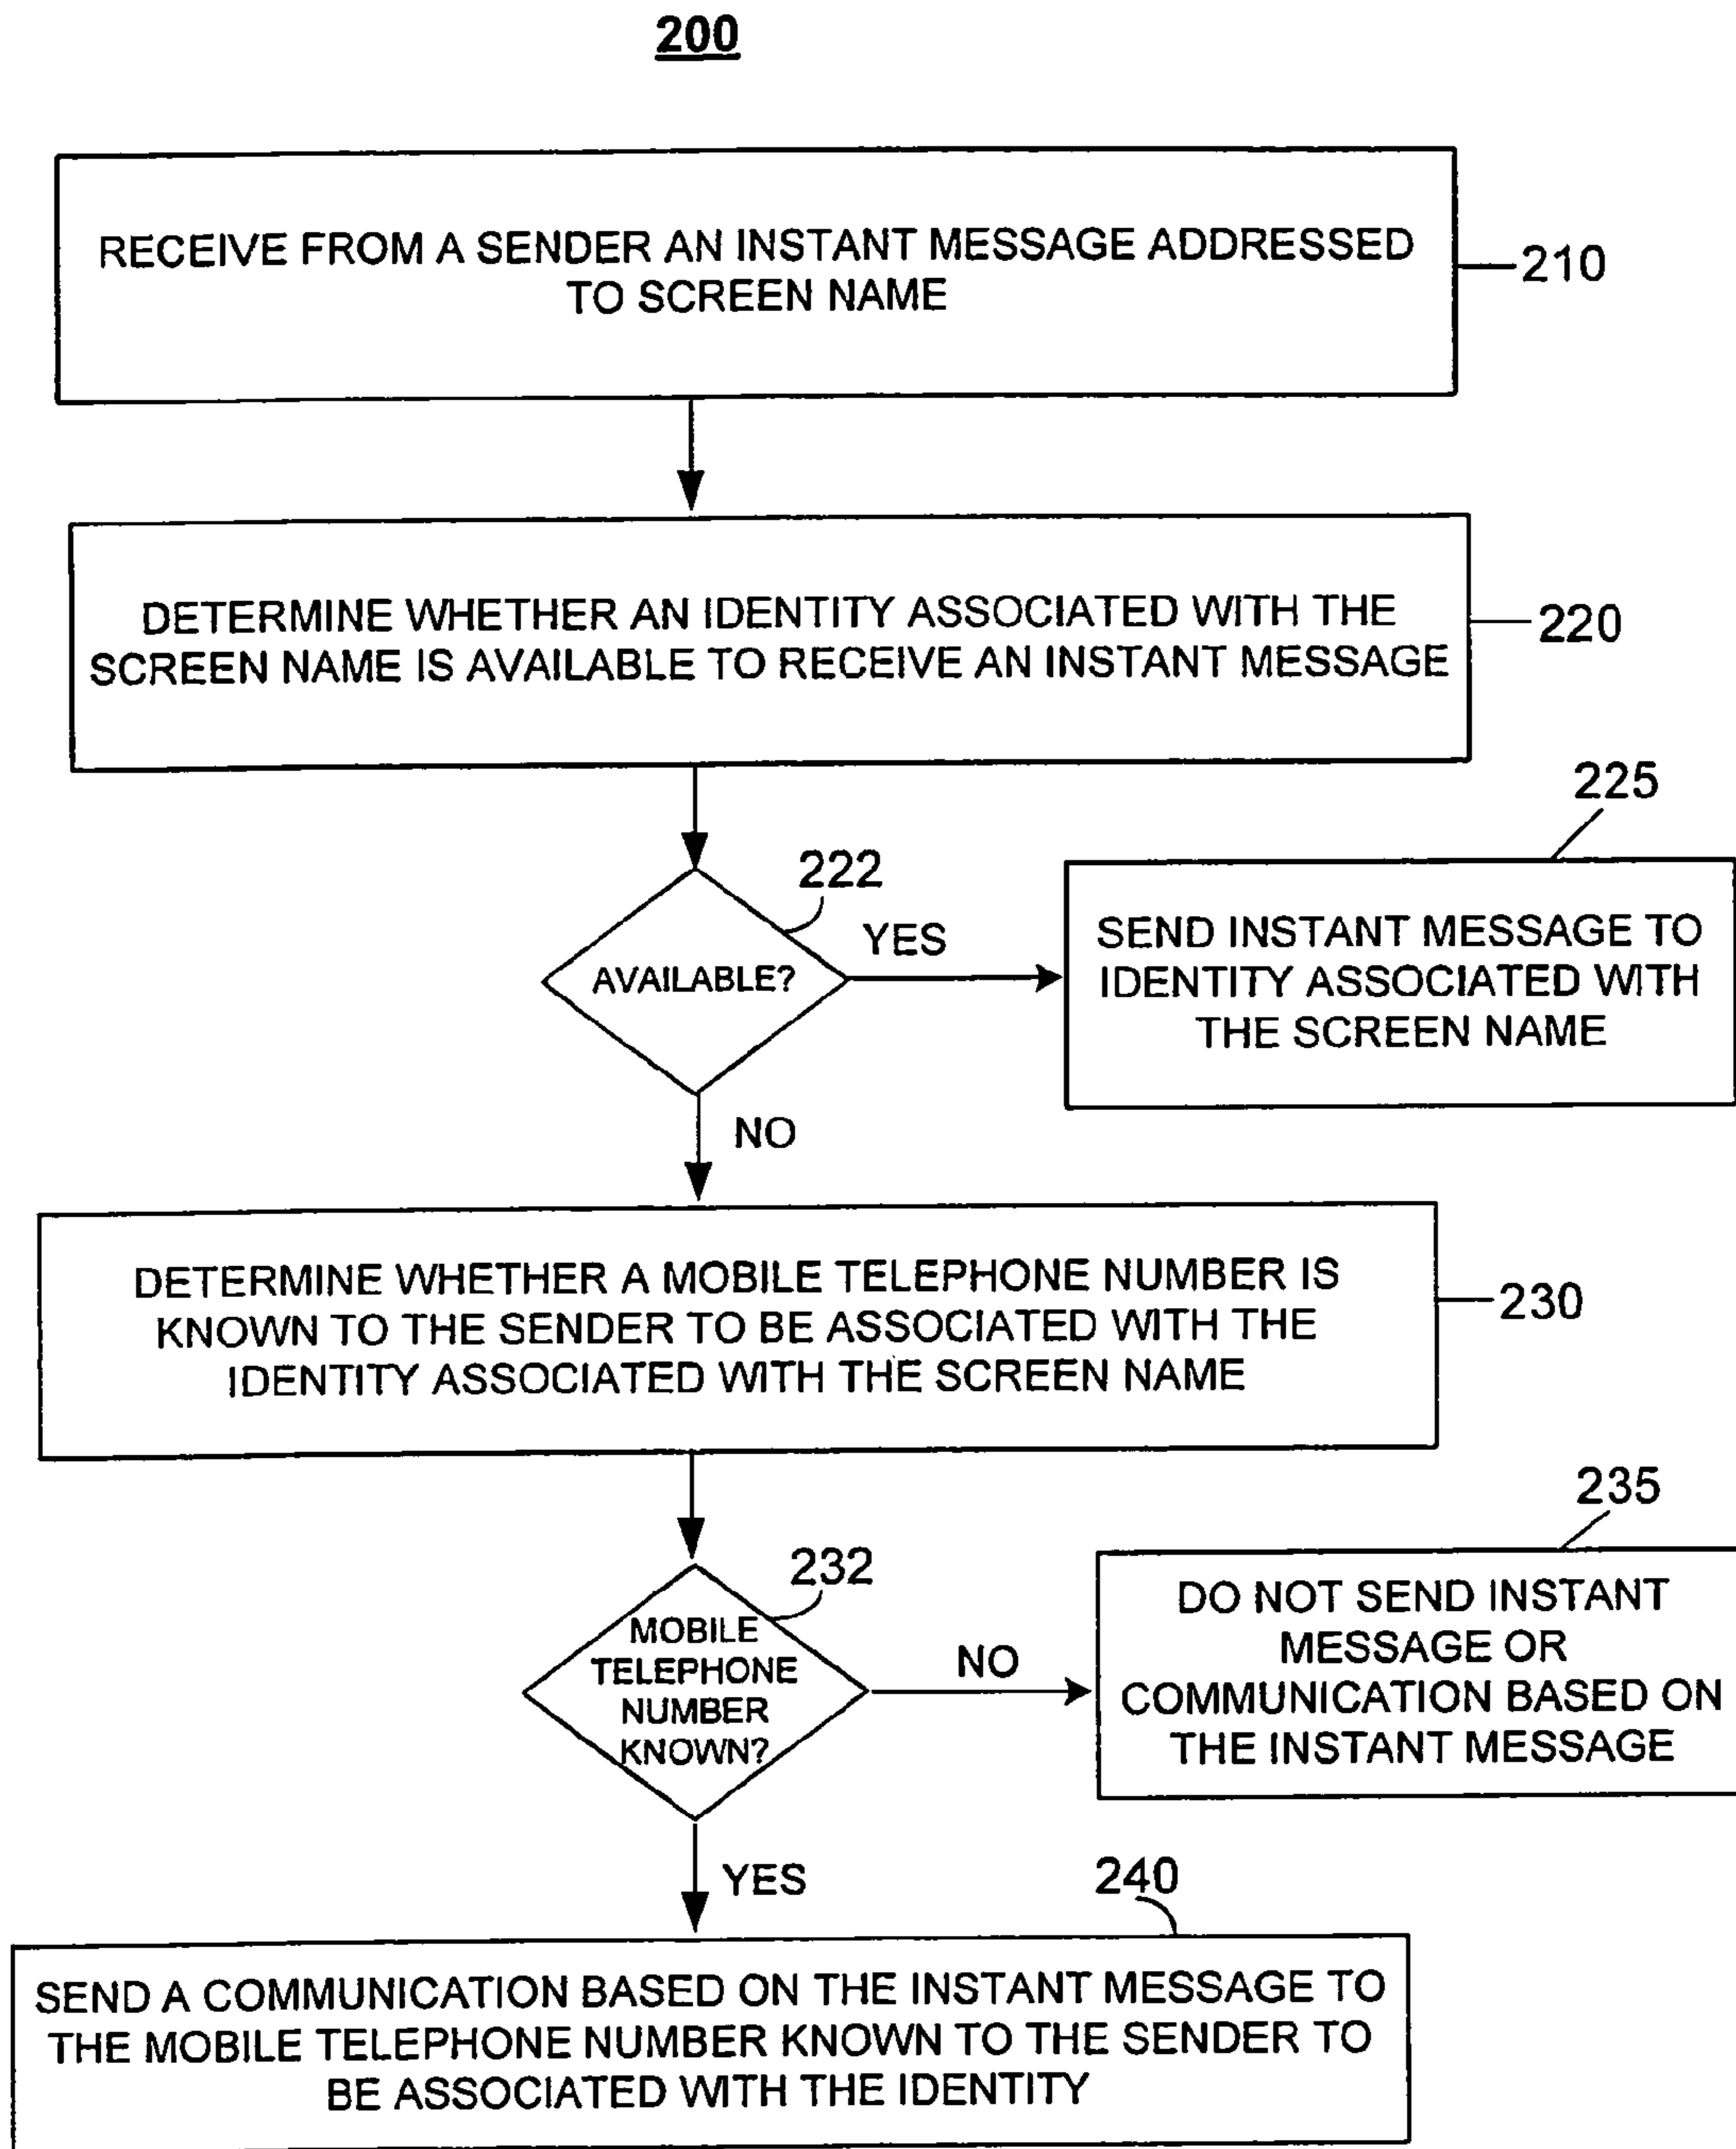 200
RECEIVE FROM A SENDER AN INSTANT MESSAGE ADDRESSED
TO SCREEN NAME
210
DETERMINE WHETHER AN IDENTITY ASSOCIATED WITH THE
SCREEN NAME IS AVAILABLE TO RECEIVE AN INSTANT MESSAGE
220
222
AVAILABLE?
YES
225
SEND INSTANT MESSAGE TO
IDENTITY ASSOCIATED WITH
THE SCREEN NAME
NO
DETERMINE WHETHER A MOBILE TELEPHONE NUMBER IS
KNOWN TO THE SENDER TO BE ASSOCIATED WITH THE
IDENTITY ASSOCIATED WITH THE SCREEN NAME
230
232
MOBILE
TELEPHONE
NUMBER
KNOWN?
NO
235
DO NOT SEND INSTANT
MESSAGE OR
COMMUNICATION BASED ON
THE INSTANT MESSAGE
YES
240
SEND A COMMUNICATION BASED ON THE INSTANT MESSAGE TO
THE MOBILE TELEPHONE NUMBER KNOWN TO THE SENDER TO
BE ASSOCIATED WITH THE IDENTITY